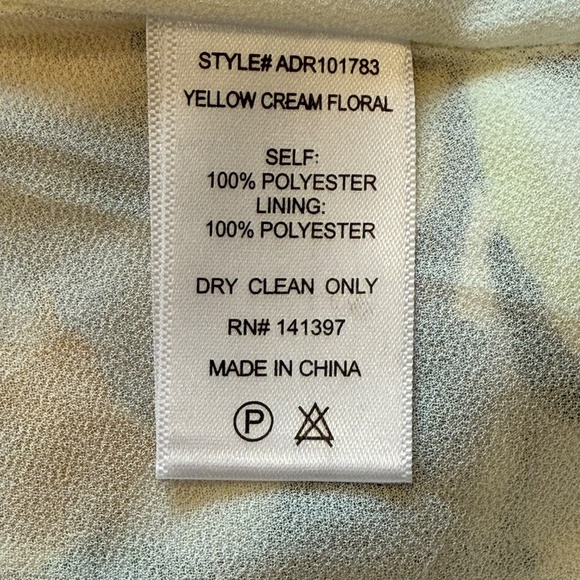 STYLE# ADR101783
YELLOW CREAM FLORAL
SELF:
100% POLYESTER
LINING:
100% POLYESTER
DRY CLEAN ONLY
RN# 141397
MADE IN CHINA
P